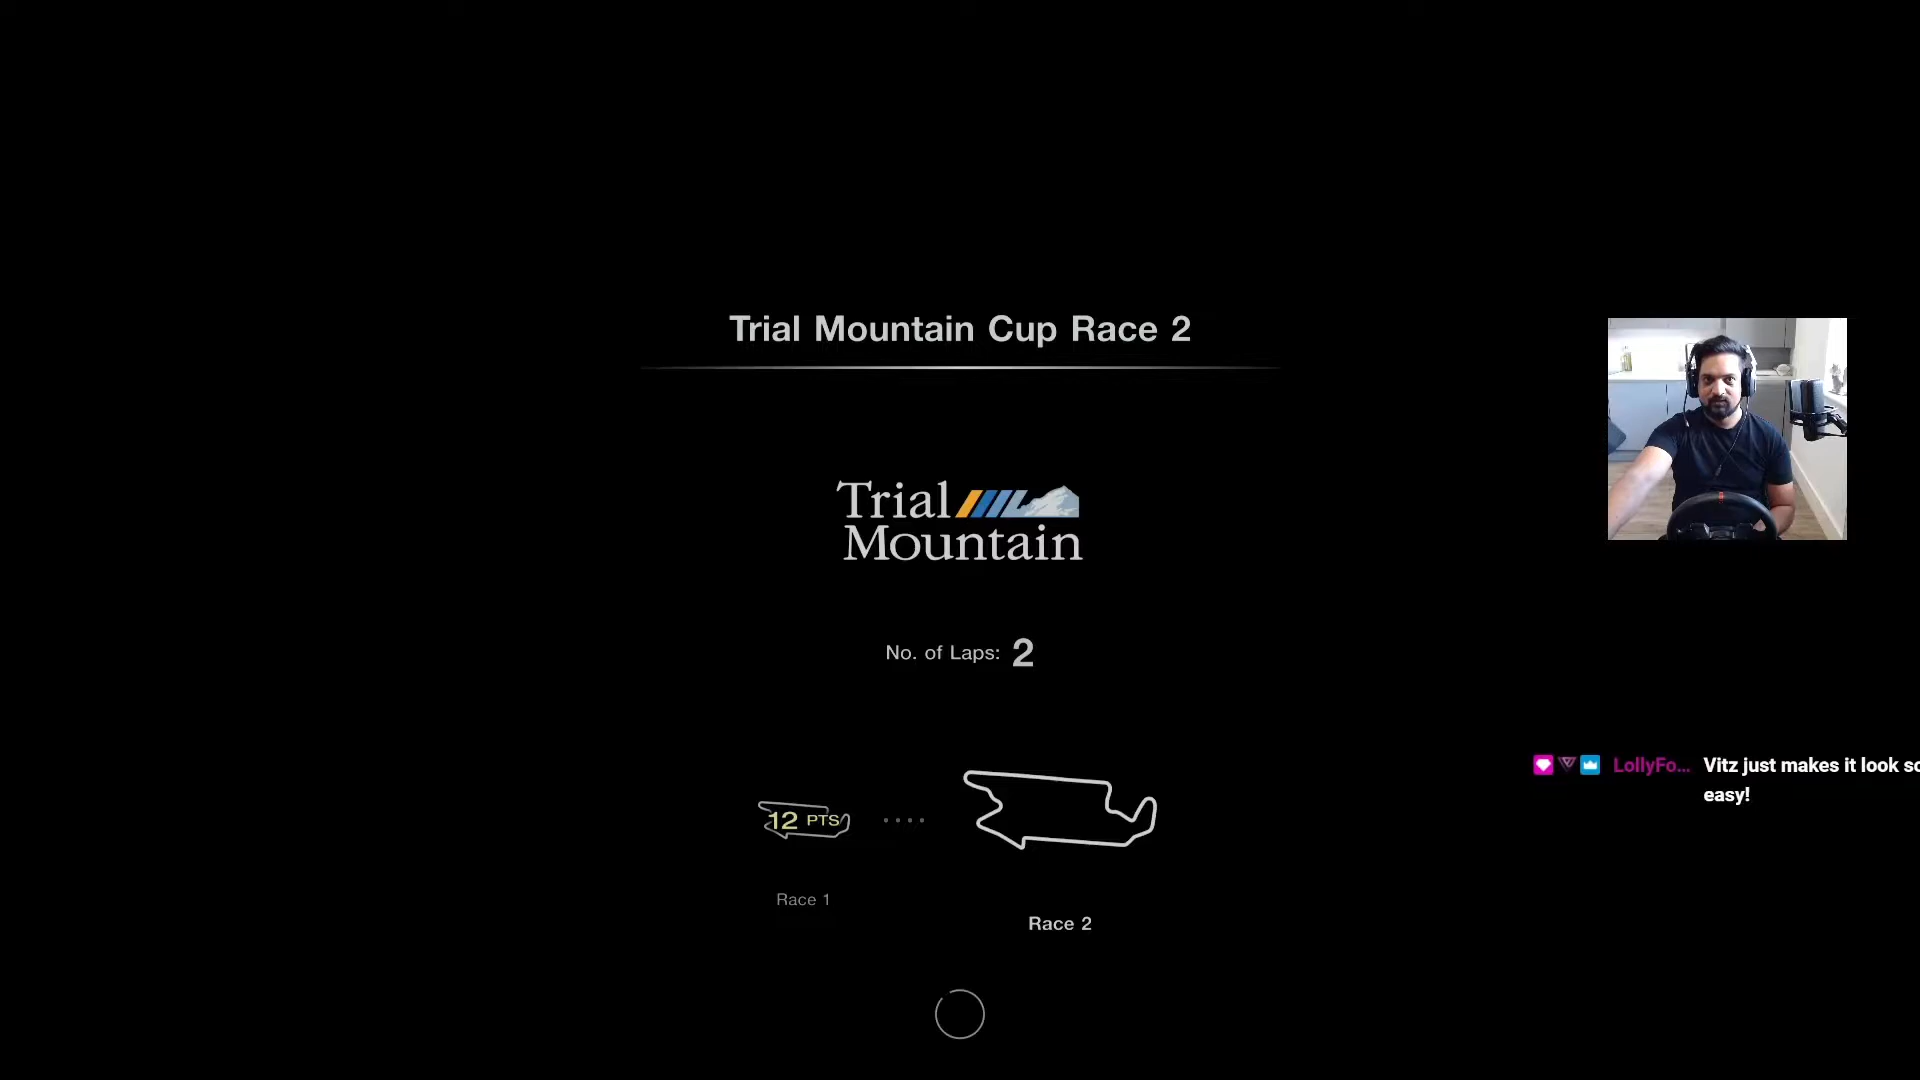 Trial Mountain Cup Race 2
Trial
Mountain
No. of Laps: 2
12 PTS
Race 1
Race 2
LollyFo... Vitz just makes it look so
easy!